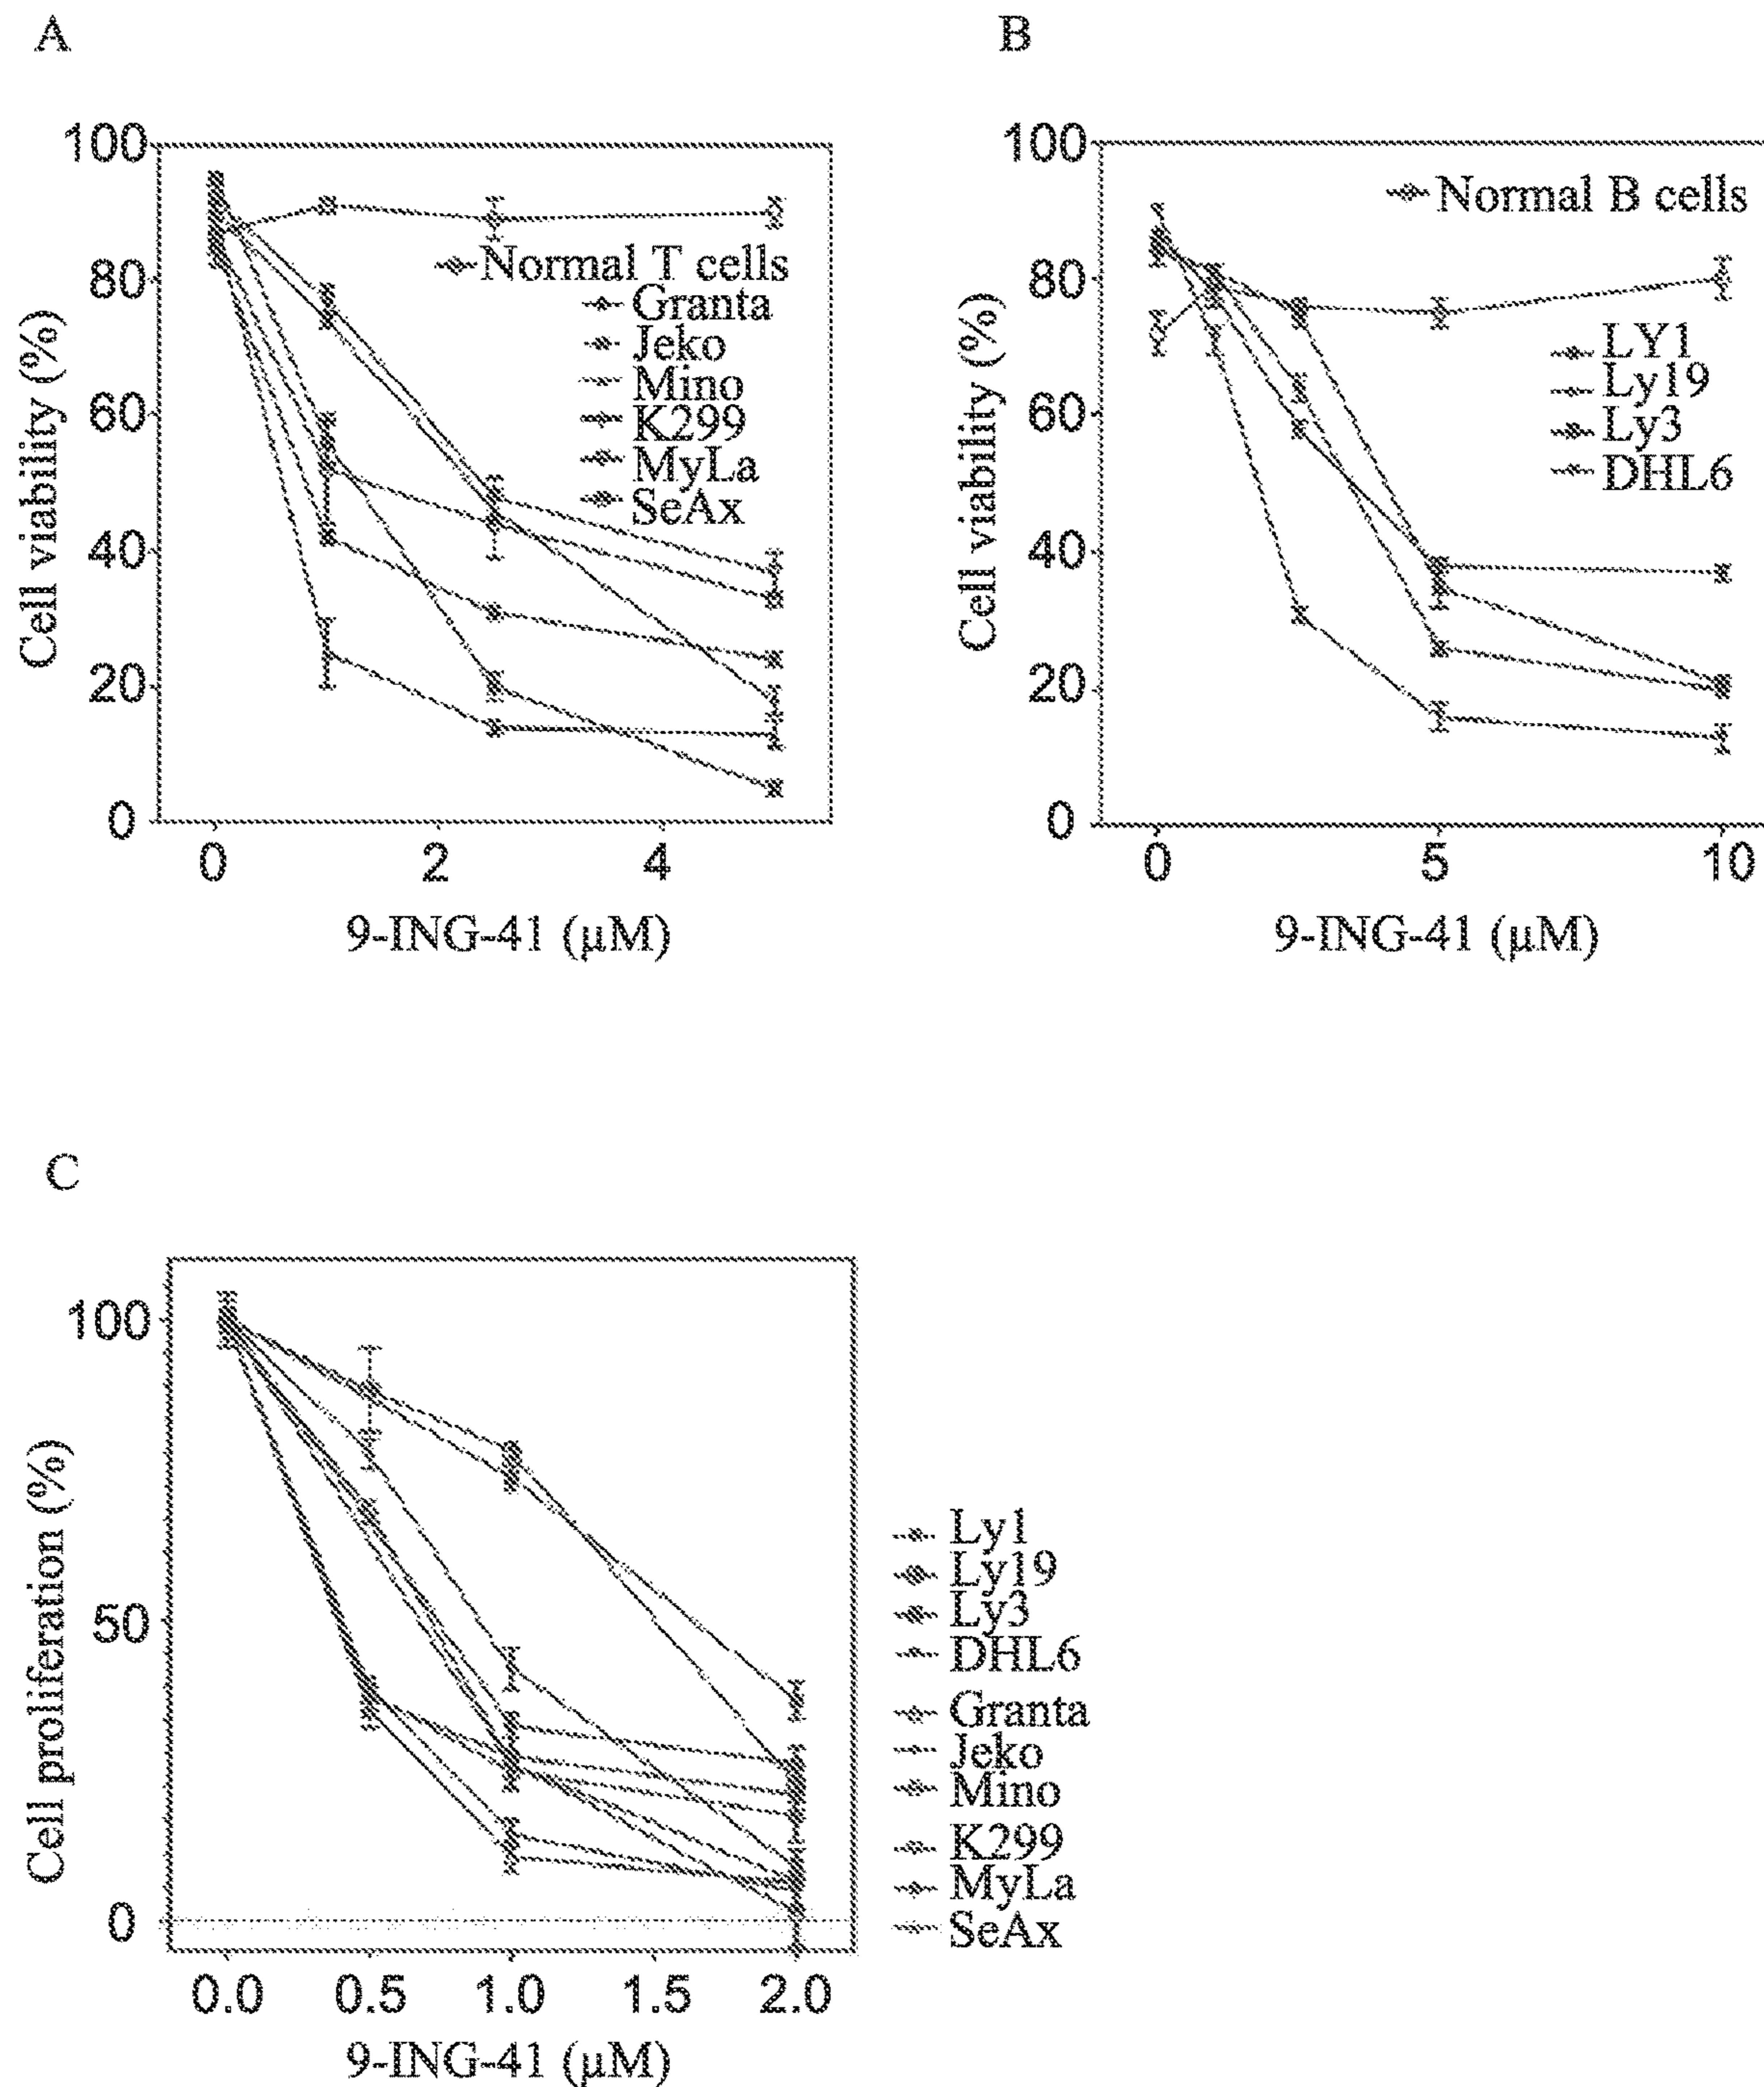 A
100
80
60
40
20
0
0 2 4
Cell viability (%)
9-ING-41 (μM)
Normal T cells
Granta
Jeko
Mino
K299
MyLa
SeAx
B
100
80
60
40
20
0
0 5 10
Cell viability (%)
9-ING-41 (μM)
Normal B cells
LY1
Ly19
Ly3
DHL6
C
100
50
0
0.0 0.5 1.0 1.5 2.0
Cell proliferation (%)
9-ING-41 (μM)
Ly1
Ly19
Ly3
DHL6
Granta
Jeko
Mino
K299
MyLa
SeAx